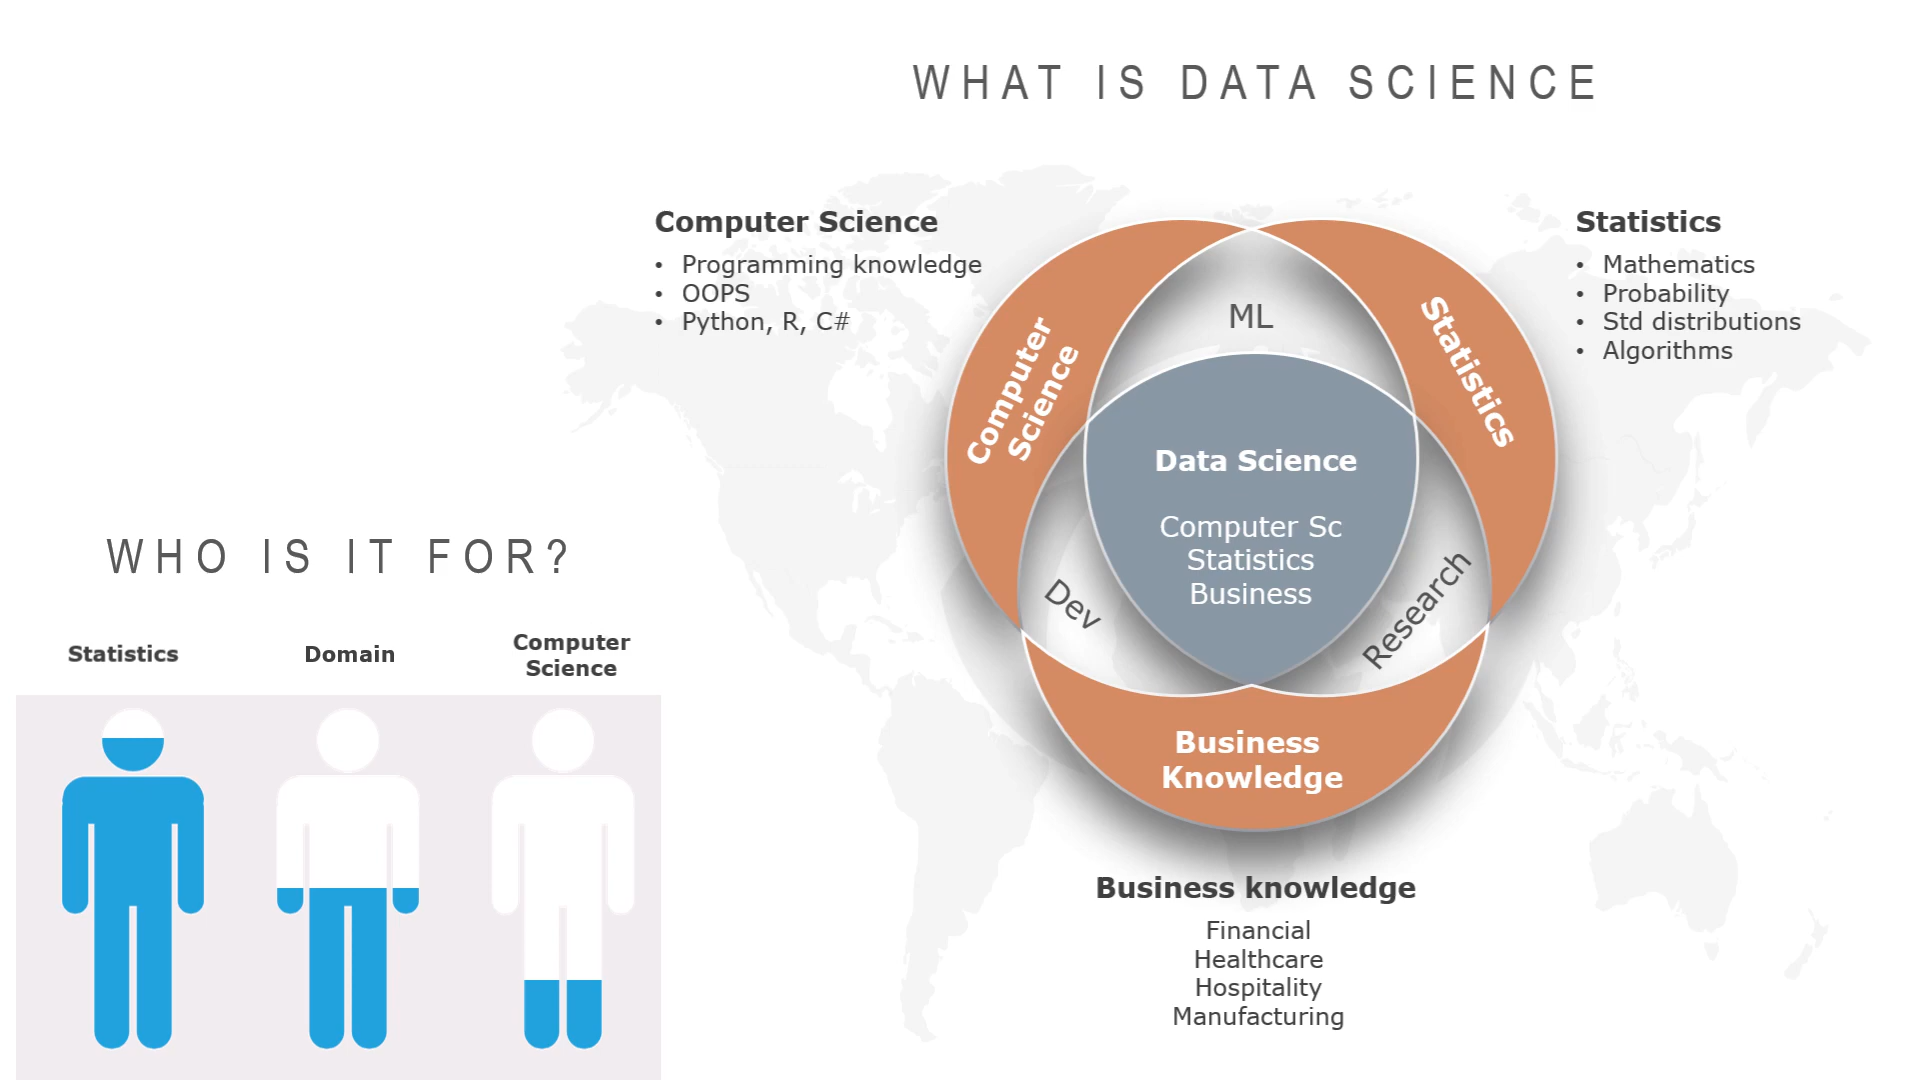 WHAT IS DATA SCIENCE
Computer Science
• Programming knowledge
• OOPS
• Python, R, C#
Statistics
• Mathematics
• Probability
• Std distributions
• Algorithms
ML
Computer
Science
Statistics
Data Science
Computer Sc
Statistics
Business
Dev
Research
Business
Knowledge
Business knowledge
Financial
Healthcare
Hospitality
Manufacturing
WHO IS IT FOR?
Statistics
Domain
Computer
Science